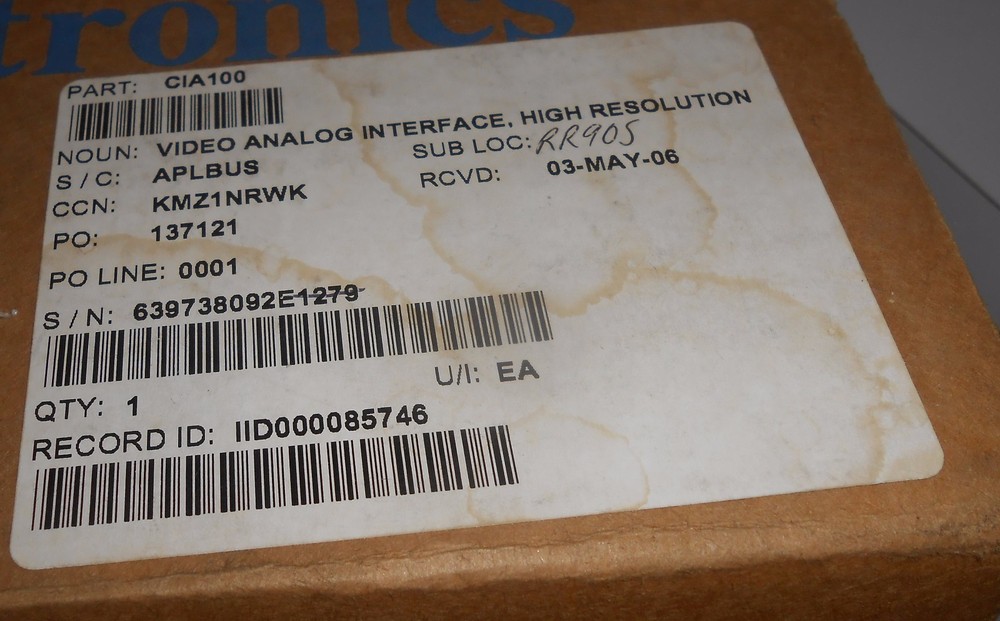 tronics
PART: CIA100
NOUN: VIDEO ANALOG INTERFACE, HIGH RESOLUTION
S / C: APLBUS
SUB LOC: RR905
CCN: KMZ1NRWK
RCVD: 03-MAY-06
PO: 137121
PO LINE: 0001
S / N: 639738092E1279
U/I: EA
QTY: 1
RECORD ID: IID000085746